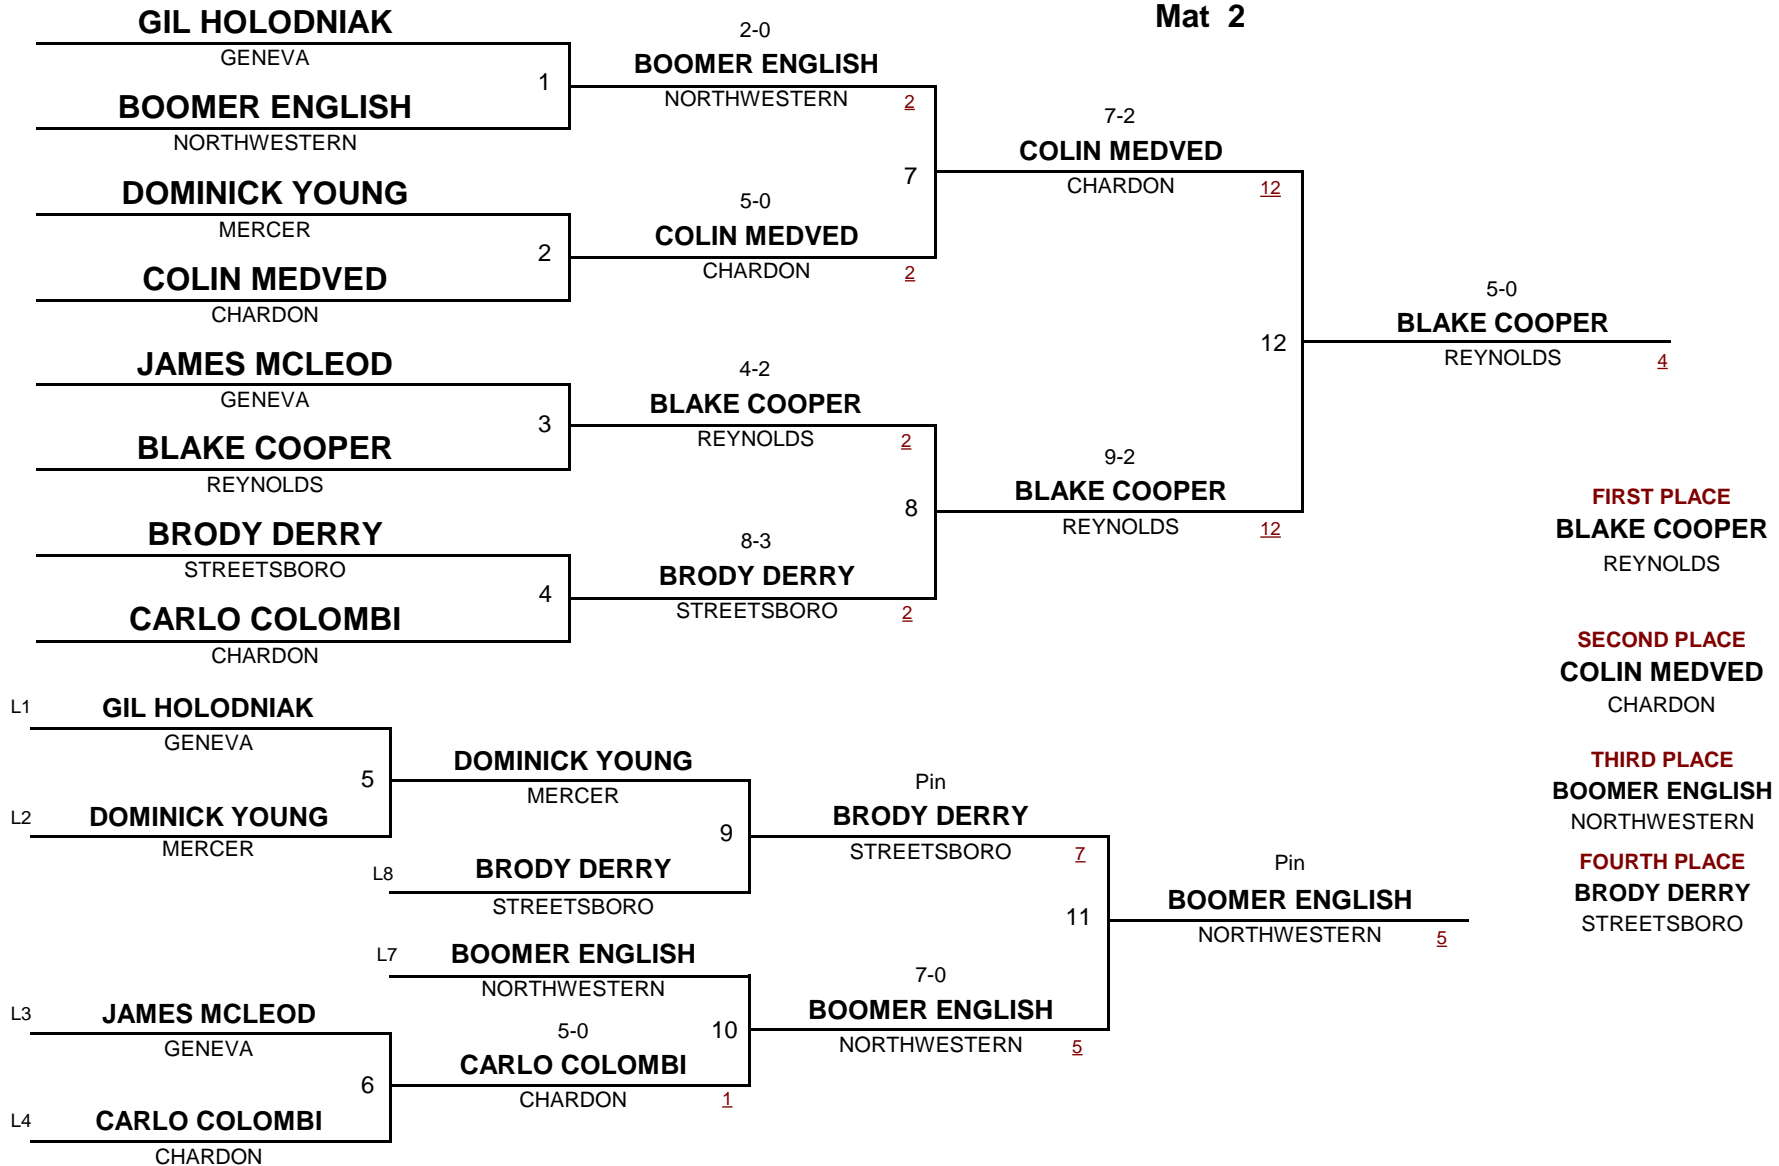 Mat 2
GIL HOLODNIAK
GENEVA
1
BOOMER ENGLISH
NORTHWESTERN
DOMINICK YOUNG
MERCER
2
COLIN MEDVED
CHARDON
JAMES MCLEOD
GENEVA
3
BLAKE COOPER
REYNOLDS
BRODY DERRY
STREETSBORO
4
CARLO COLOMBI
CHARDON
2-0
BOOMER ENGLISH
NORTHWESTERN 2
7
5-0
COLIN MEDVED
CHARDON 2
4-2
BLAKE COOPER
REYNOLDS 2
8
8-3
BRODY DERRY
STREETSBORO 2
7-2
COLIN MEDVED
CHARDON 12
12
9-2
BLAKE COOPER
REYNOLDS 12
5-0
BLAKE COOPER
REYNOLDS 4
FIRST PLACE
BLAKE COOPER
REYNOLDS
SECOND PLACE
COLIN MEDVED
CHARDON
THIRD PLACE
BOOMER ENGLISH
NORTHWESTERN
FOURTH PLACE
BRODY DERRY
STREETSBORO
L1 GIL HOLODNIAK
GENEVA
5
L2 DOMINICK YOUNG
MERCER
L3 JAMES MCLEOD
GENEVA
6
L4 CARLO COLOMBI
CHARDON
DOMINICK YOUNG
MERCER
9
L8 BRODY DERRY
STREETSBORO
L7 BOOMER ENGLISH
NORTHWESTERN
10
5-0
CARLO COLOMBI
CHARDON 1
Pin
BRODY DERRY
STREETSBORO 7
11
7-0
BOOMER ENGLISH
NORTHWESTERN 5
Pin
BOOMER ENGLISH
NORTHWESTERN 5